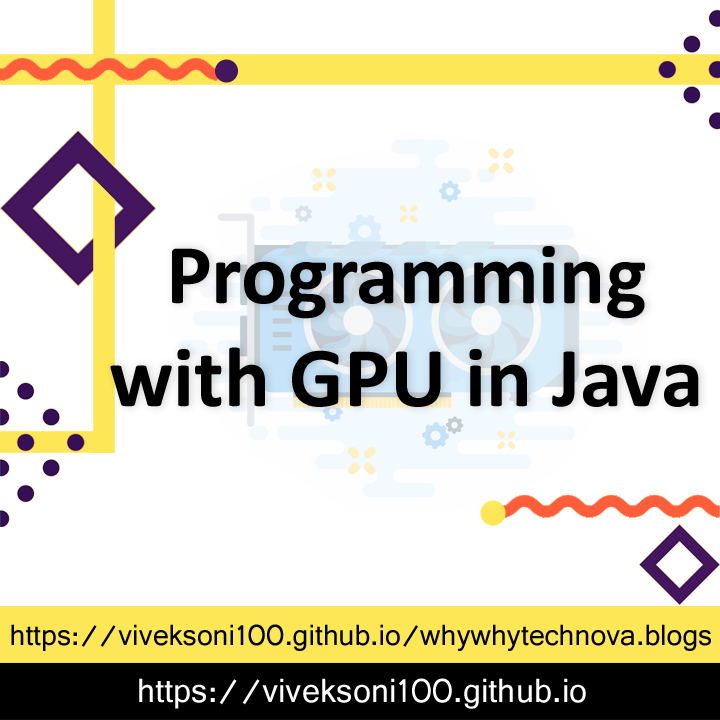 Programming
with GPU in Java
https://viveksoni100.github.io/whywhytechnova.blogs
https://viveksoni100.github.io